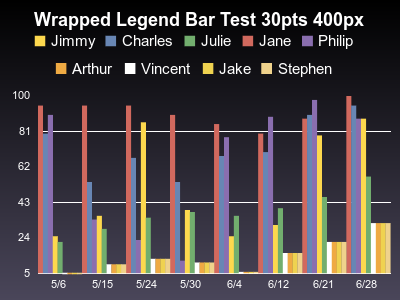 Wrapped Legend Bar Test 30pts 400px
Jimmy Charles Julie Jane Philip
Arthur Vincent Jake Stephen
100
81
62
43
24
5
5/6 5/15 5/24 5/30 6/4 6/12 6/21 6/28